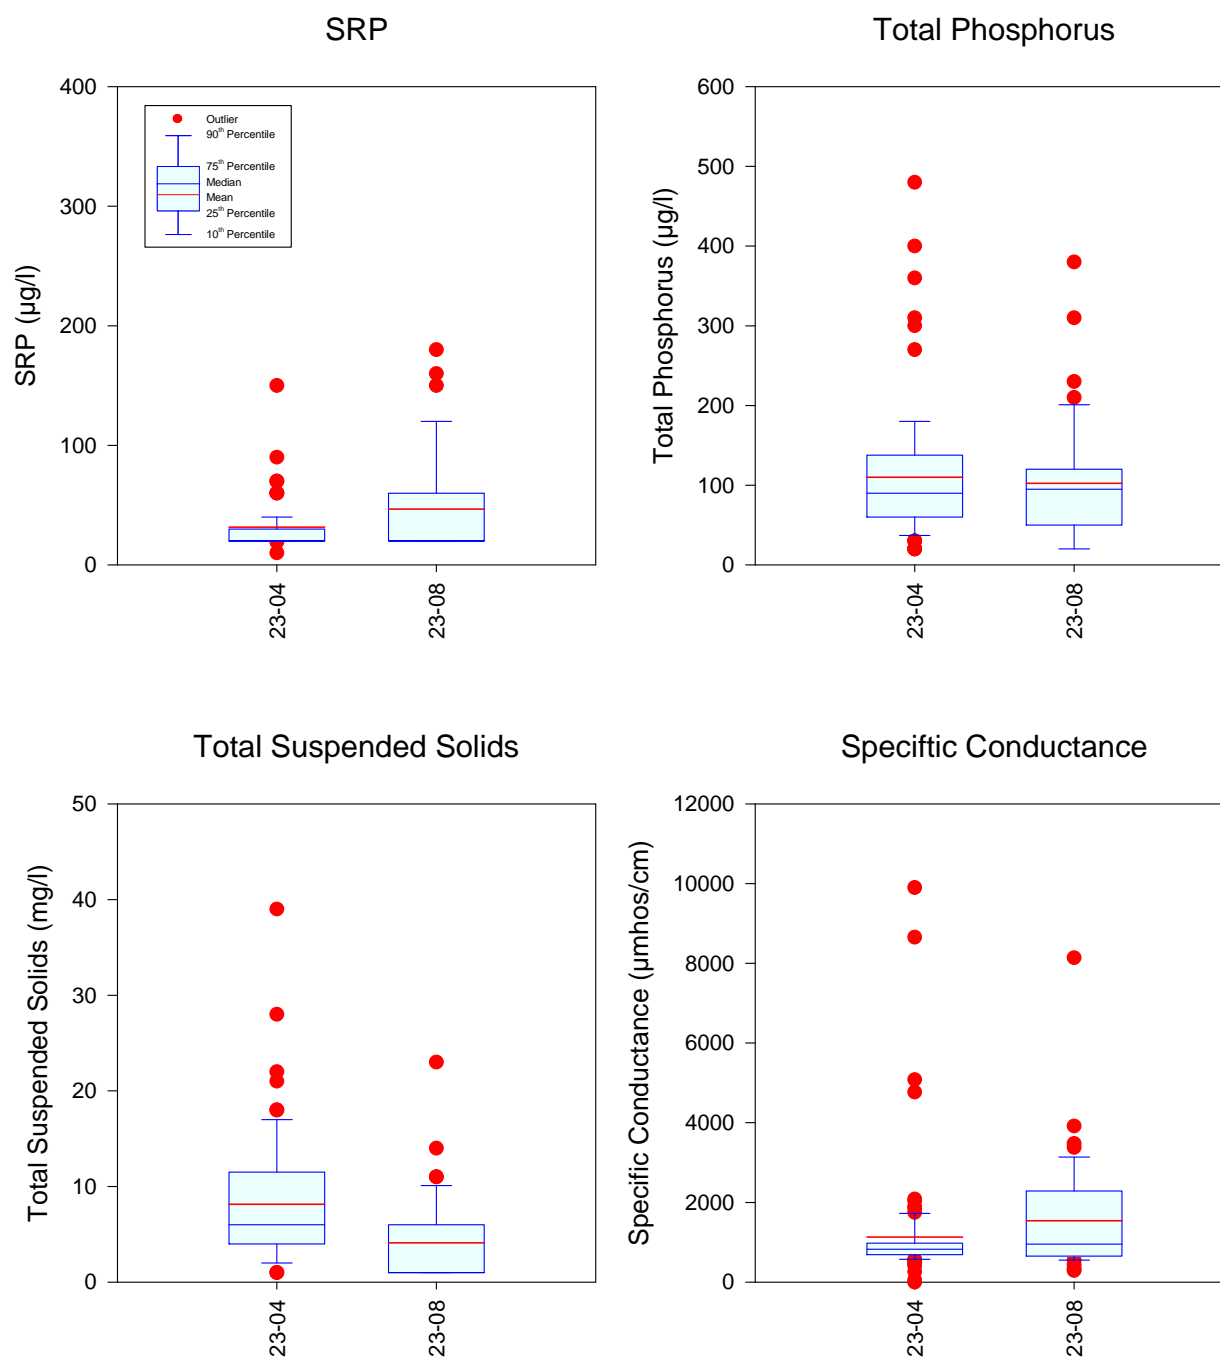 SRP
Total Phosphorus
400
300
200
100
0
SRP (µg/l)
Outlier
90th Percentile
75th Percentile
Median
Mean
25th Percentile
10th Percentile
23-04
23-08
600
500
400
300
200
100
0
Total Phosphorus (µg/l)
23-04
23-08
Total Suspended Solids
Speciftic Conductance
50
40
30
20
10
0
Total Suspended Solids (mg/l)
23-04
23-08
12000
10000
8000
6000
4000
2000
0
Specific Conductance (µmhos/cm)
23-04
23-08